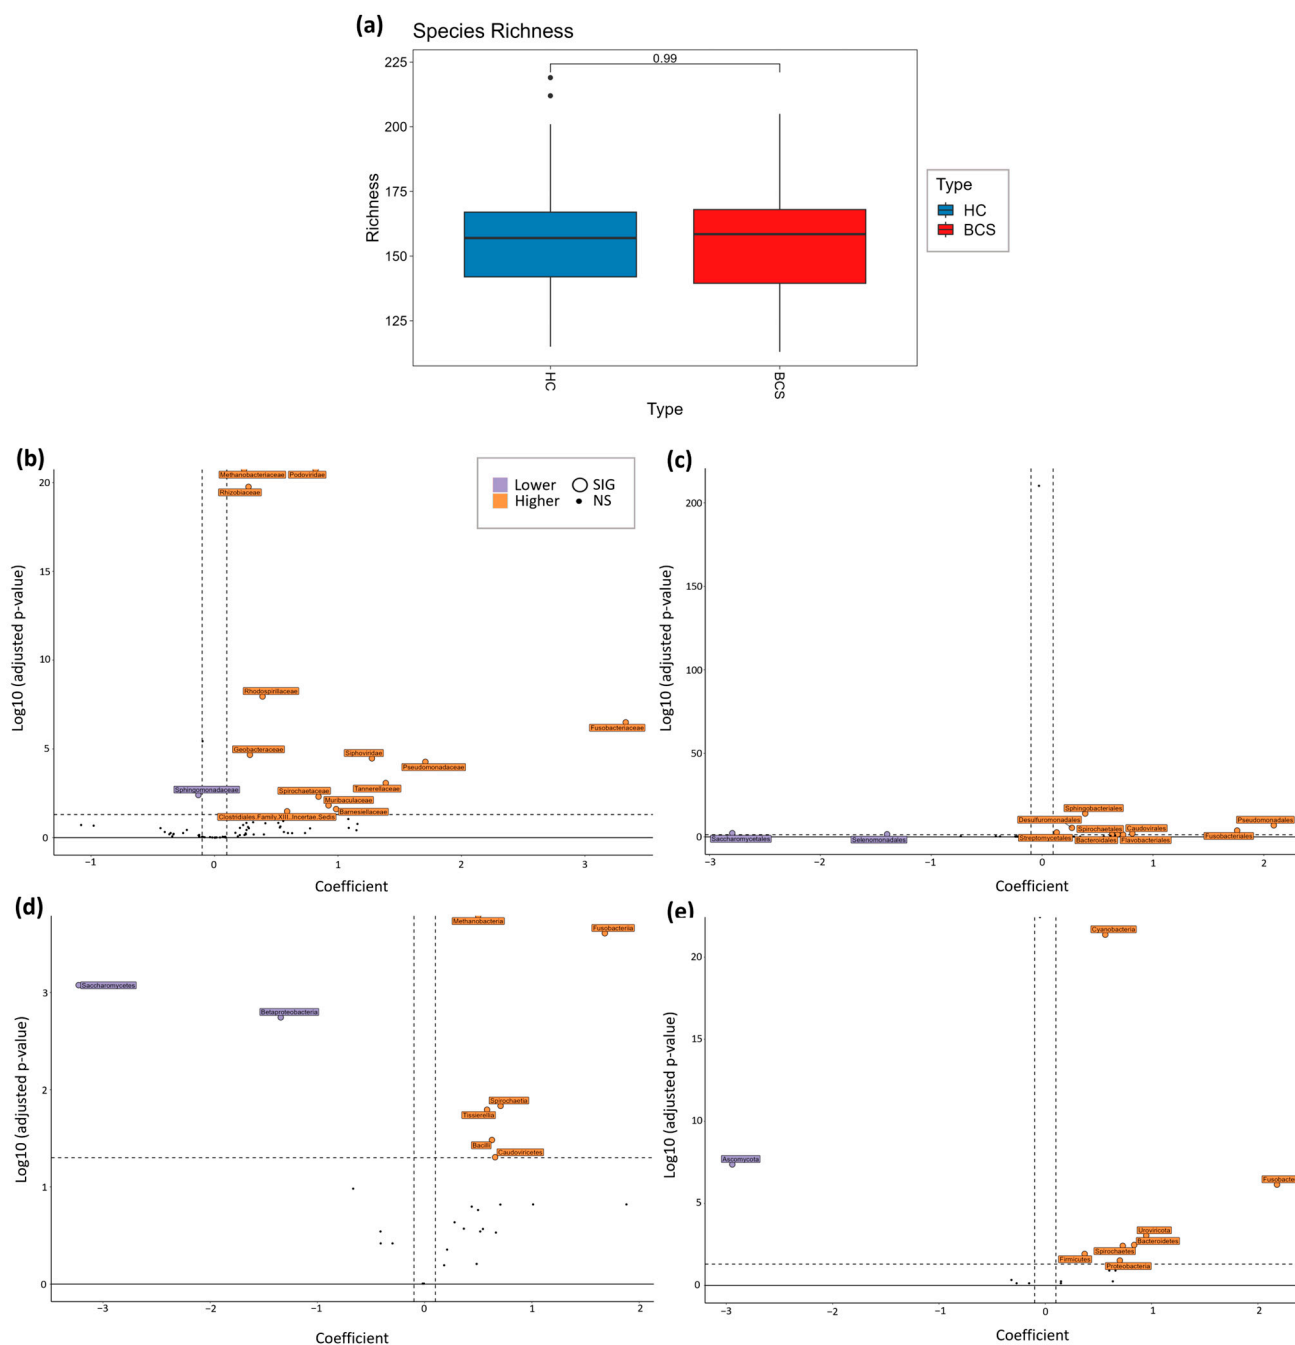 (a) Species Richness
0.99
225
200
175
150
125
Richness
HC
BCS
Type
Type
HC
BCS
(b)
Log10 (adjusted p-value)
20
15
10
5
0
Methanobacteriaceae Podoviridae
Rhizobiaceae
Rhodospirillaceae
Fusobacteriaceae
Geobacteraceae
Siphoviridae
Pseudomonadaceae
Sphingomonadaceae
Spirochaetaceae
Tannerellaceae
Muribaculaceae
Barnesiellaceae
Clostridiales.Family.XIII..Incertae.Sedis
−1 0 1 2 3
Coefficient
Lower SIG
Higher NS
(c)
Log10 (adjusted p-value)
200
150
100
50
0
Sphingobacteriales
Desulfuromonadales
Pseudomonadales
Spirochaetales
Caudovirales
Saccharomycetales
Selenomonadales
Streptomycetales
Bacteroidales
Flavobacteriales
Fusobacteriales
−3 −2 −1 0 1 2
Coefficient
(d)
Log10 (adjusted p-value)
3
2
1
0
Methanobacteria
Fusobacteriia
Saccharomycetes
Betaproteobacteria
Spirochaetia
Tissierellia
Bacilli
Caudoviricetes
−3 −2 −1 0 1 2
Coefficient
(e)
Log10 (adjusted p-value)
20
15
10
5
0
Cyanobacteria
Ascomycota
Fusobacte
Uroviricota
Bacteroidetes
Spirochaetes
Firmicutes
Proteobacteria
−3 −2 −1 0 1 2
Coefficient